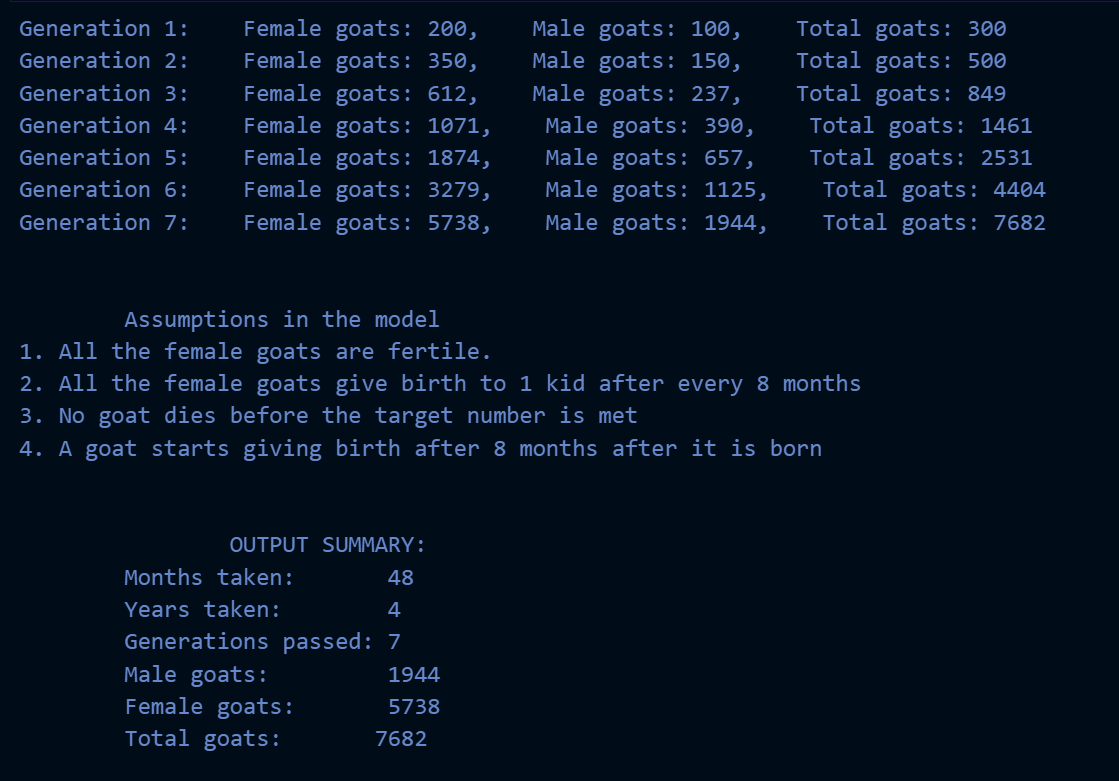 Generation 1:    Female goats: 200,    Male goats: 100,    Total goats: 300
Generation 2:    Female goats: 350,    Male goats: 150,    Total goats: 500
Generation 3:    Female goats: 612,    Male goats: 237,    Total goats: 849
Generation 4:    Female goats: 1071,    Male goats: 390,    Total goats: 1461
Generation 5:    Female goats: 1874,    Male goats: 657,    Total goats: 2531
Generation 6:    Female goats: 3279,    Male goats: 1125,    Total goats: 4404
Generation 7:    Female goats: 5738,    Male goats: 1944,    Total goats: 7682
Assumptions in the model
1. All the female goats are fertile.
2. All the female goats give birth to 1 kid after every 8 months
3. No goat dies before the target number is met
4. A goat starts giving birth after 8 months after it is born
OUTPUT SUMMARY:
Months taken:       48
Years taken:        4
Generations passed: 7
Male goats:         1944
Female goats:       5738
Total goats:       7682